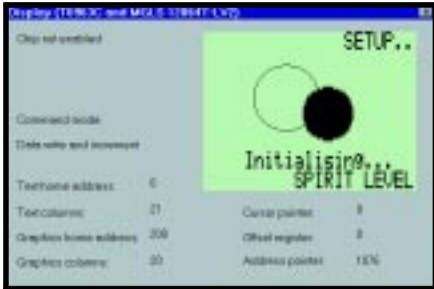 Display (T6963C and MGLS-12864T-LV2)
Chip not enabled
SETUP..
Command mode
Data write and increment
Initialising...
SPIRIT LEVEL
Text home address: 0
Text columns: 21
Cursor pointer: 0
Graphics home address: 200
Offset register: 0
Graphics columns: 20
Address pointer: 1076